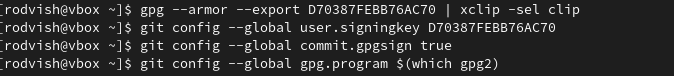 [rodvish@vbox ~]$ gpg --armor --export D70387FEBB76AC70 | xclip -sel clip
[rodvish@vbox ~]$ git config --global user.signingkey D70387FEBB76AC70
[rodvish@vbox ~]$ git config --global commit.gpgsign true
[rodvish@vbox ~]$ git config --global gpg.program $(which gpg2)